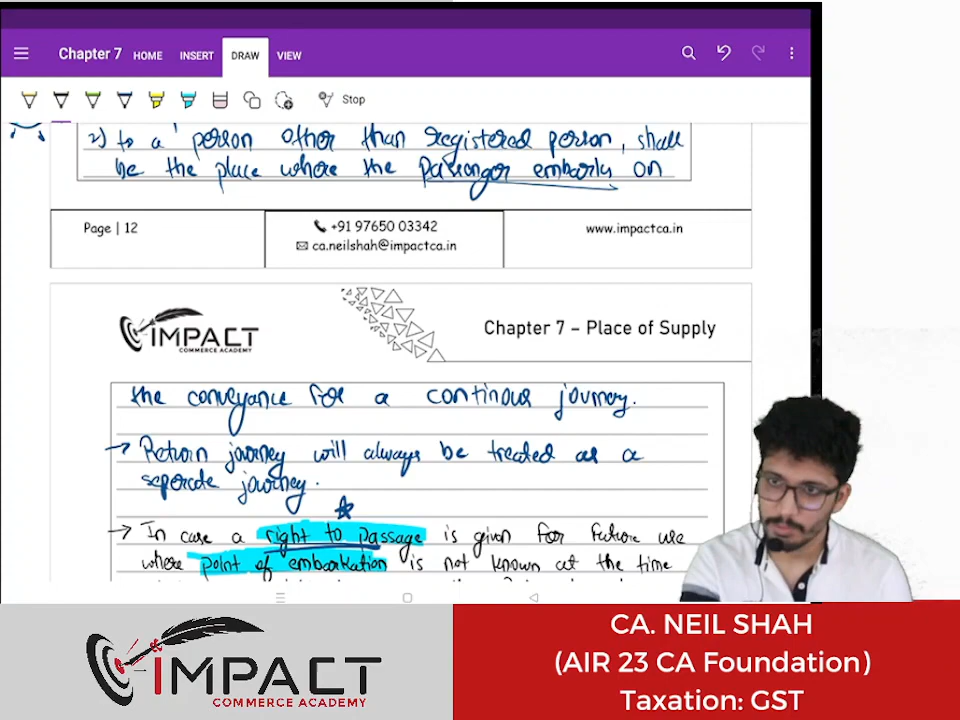 Chapter 7 HOME INSERT DRAW VIEW
Stop
2) to a person other than registered person, shall
be the place where the passenger embarks on
Page | 12
+91 97650 03342
ca.neilshah@impactca.in
www.impactca.in
IMPACT
COMMERCE ACADEMY
Chapter 7 – Place of Supply
the conveyance for a continous journey.
→ Return journey will always be treated as a
seperate journey.
→ In case a right to passage is given for future use
where point of embarkation is not known at the time
IMPACT
COMMERCE ACADEMY
CA. NEIL SHAH
(AIR 23 CA Foundation)
Taxation: GST